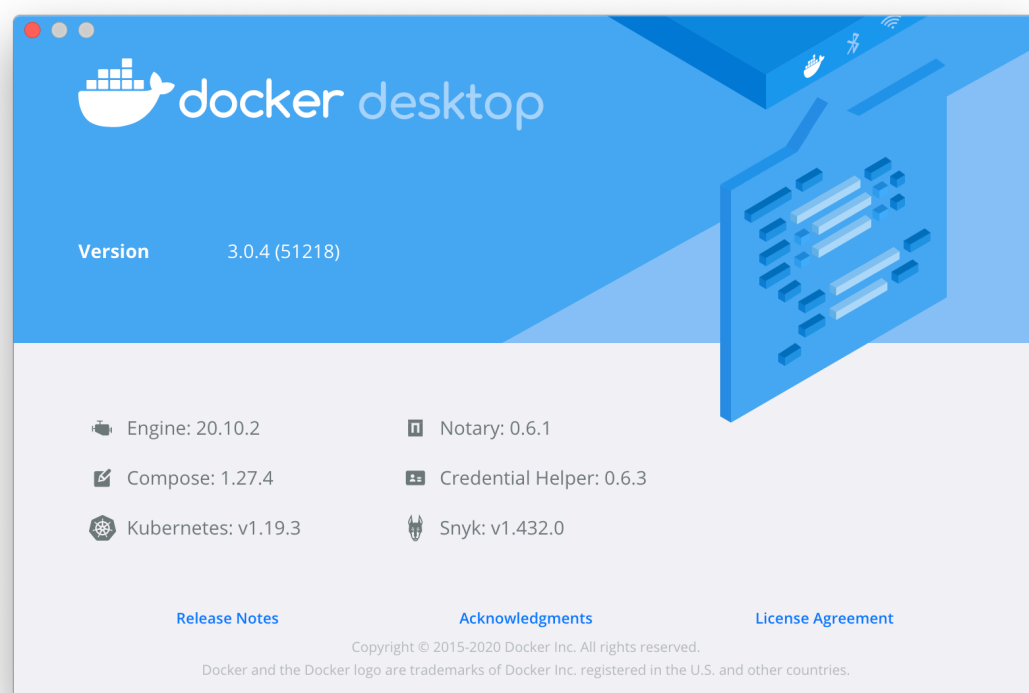 docker desktop
Version 3.0.4 (51218)
Engine: 20.10.2
Notary: 0.6.1
Compose: 1.27.4
Credential Helper: 0.6.3
Kubernetes: v1.19.3
Snyk: v1.432.0
Release Notes
Acknowledgments
License Agreement
Copyright © 2015-2020 Docker Inc. All rights reserved.
Docker and the Docker logo are trademarks of Docker Inc. registered in the U.S. and other countries.